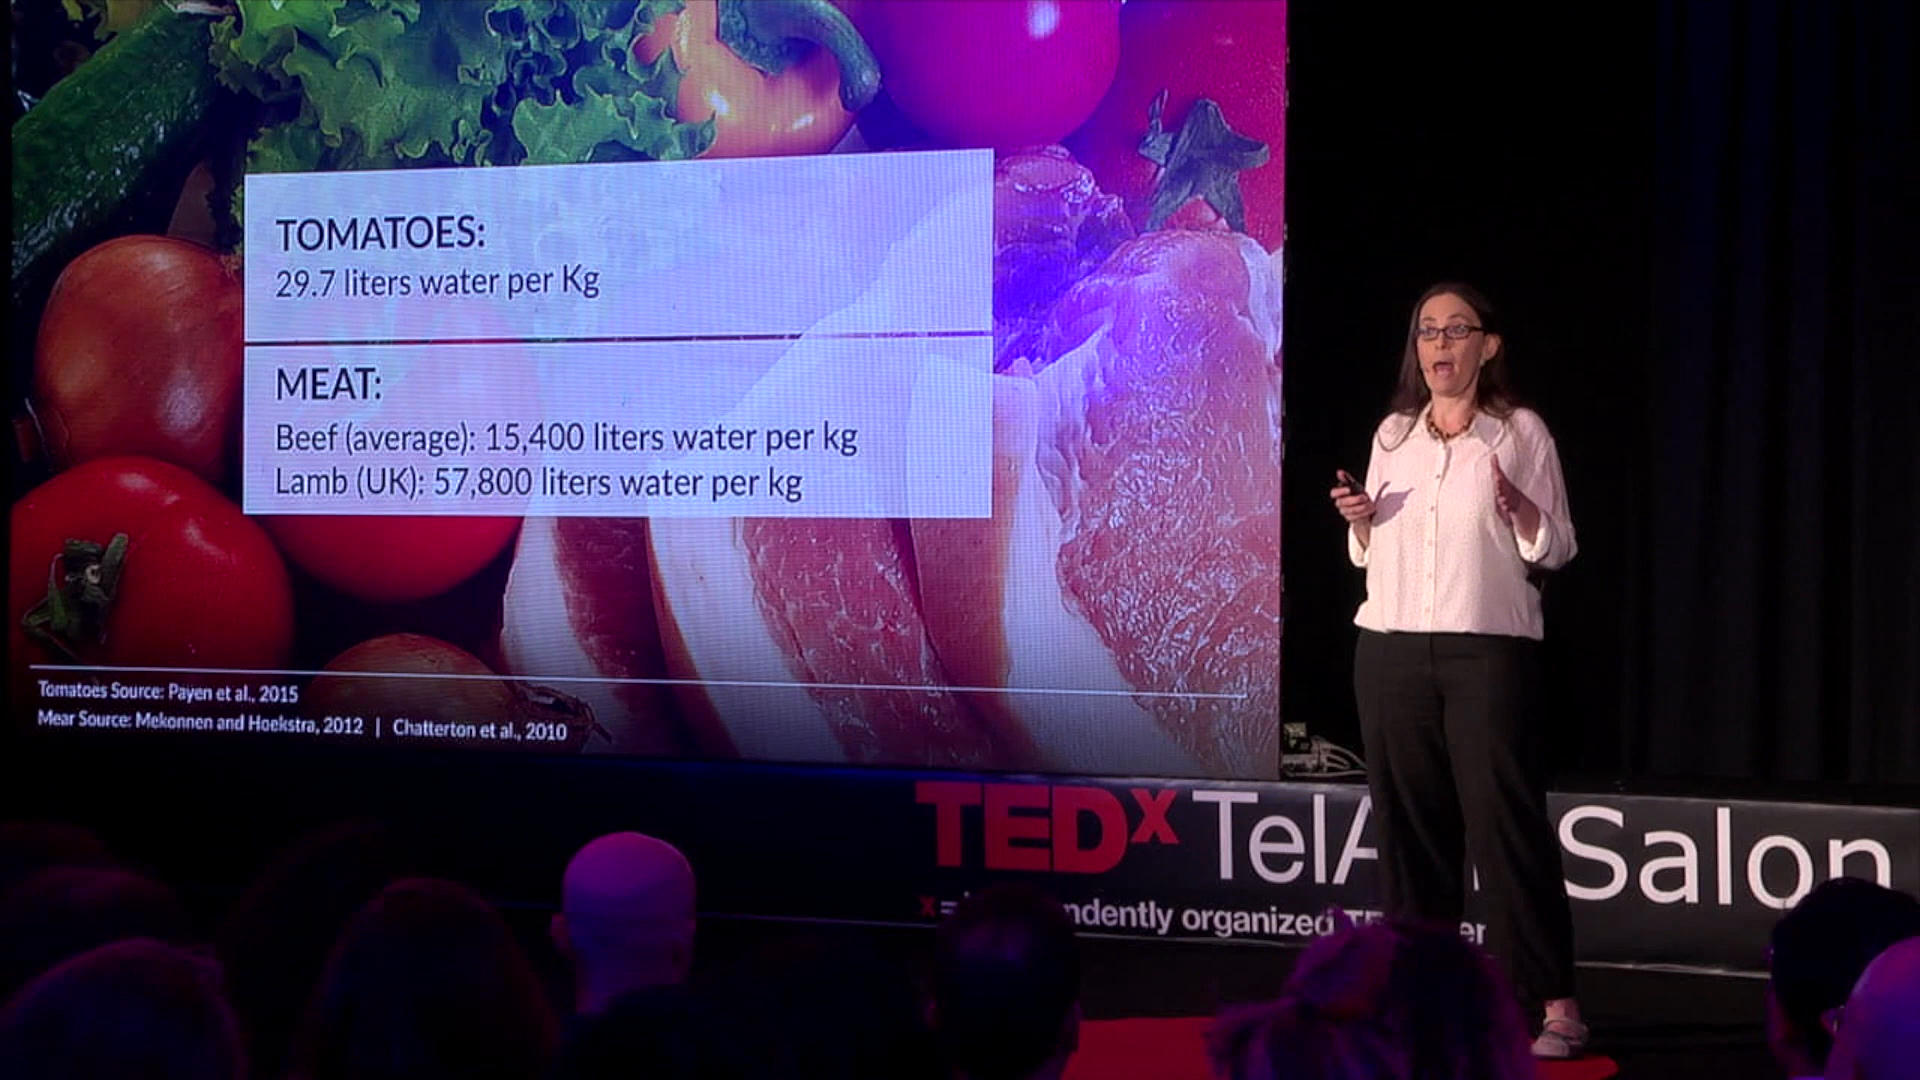 TOMATOES:
29.7 liters water per Kg
MEAT:
Beef (average): 15,400 liters water per kg
Lamb (UK): 57,800 liters water per kg
Tomatoes Source: Payen et al., 2015
Mear Source: Mekonnen and Hoekstra, 2012 | Chatterton et al., 2010
TEDx TelA Salon
x= ndently organized